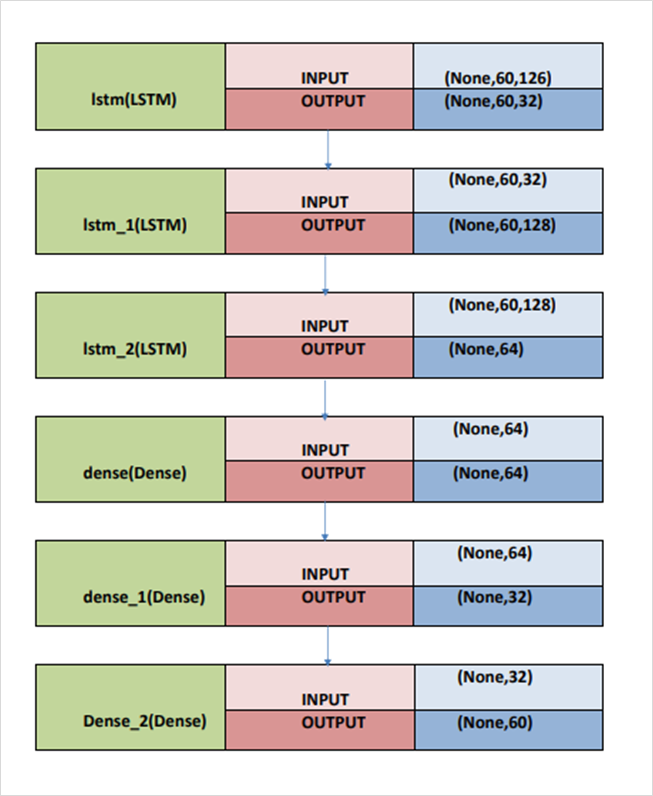 INPUT (None,60,126)
lstm(LSTM) OUTPUT (None,60,32)
INPUT (None,60,32)
lstm_1(LSTM) OUTPUT (None,60,128)
INPUT (None,60,128)
lstm_2(LSTM) OUTPUT (None,64)
INPUT (None,64)
dense(Dense) OUTPUT (None,64)
INPUT (None,64)
dense_1(Dense) OUTPUT (None,32)
INPUT (None,32)
Dense_2(Dense) OUTPUT (None,60)